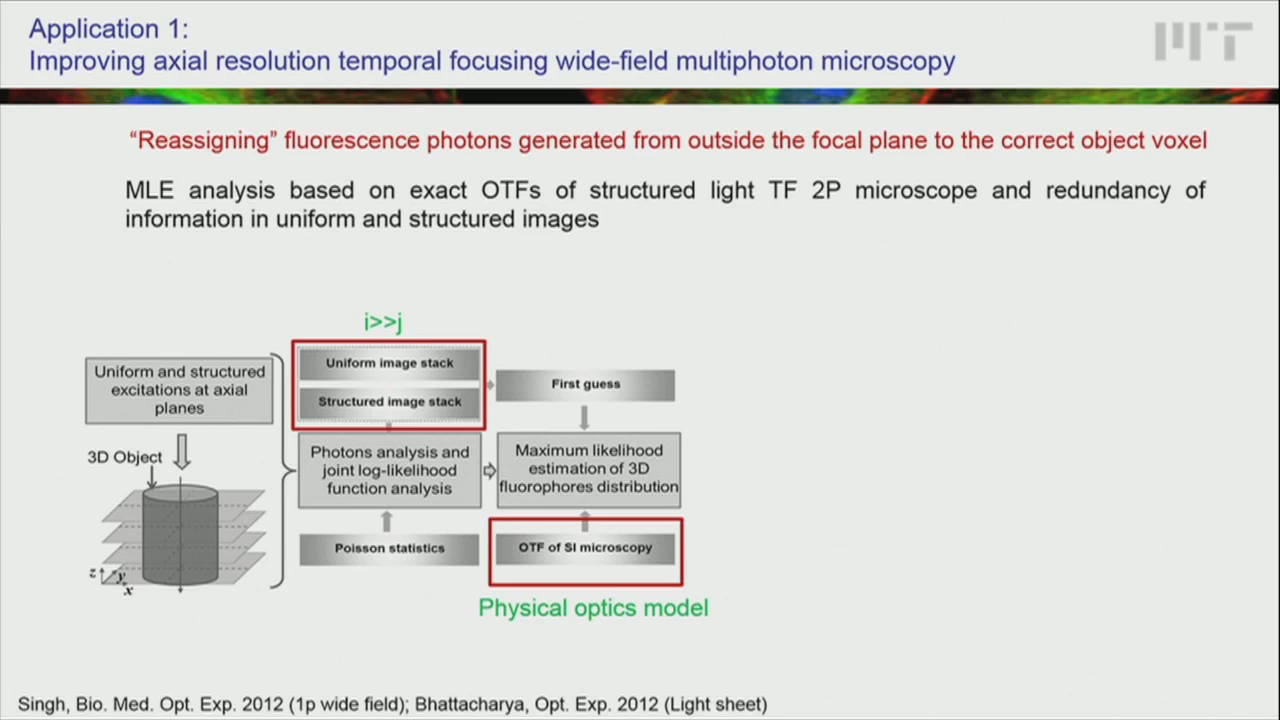 Application 1:
Improving axial resolution temporal focusing wide-field multiphoton microscopy
MIT
“Reassigning” fluorescence photons generated from outside the focal plane to the correct object voxel
MLE analysis based on exact OTFs of structured light TF 2P microscope and redundancy of
information in uniform and structured images
i>>j
Uniform and structured
excitations at axial
planes
3D Object
z
y
x
Uniform image stack
Structured image stack
Photons analysis and
joint log-likelihood
function analysis
Poisson statistics
First guess
Maximum likelihood
estimation of 3D
fluorophores distribution
OTF of SI microscopy
Physical optics model
Singh, Bio. Med. Opt. Exp. 2012 (1p wide field); Bhattacharya, Opt. Exp. 2012 (Light sheet)